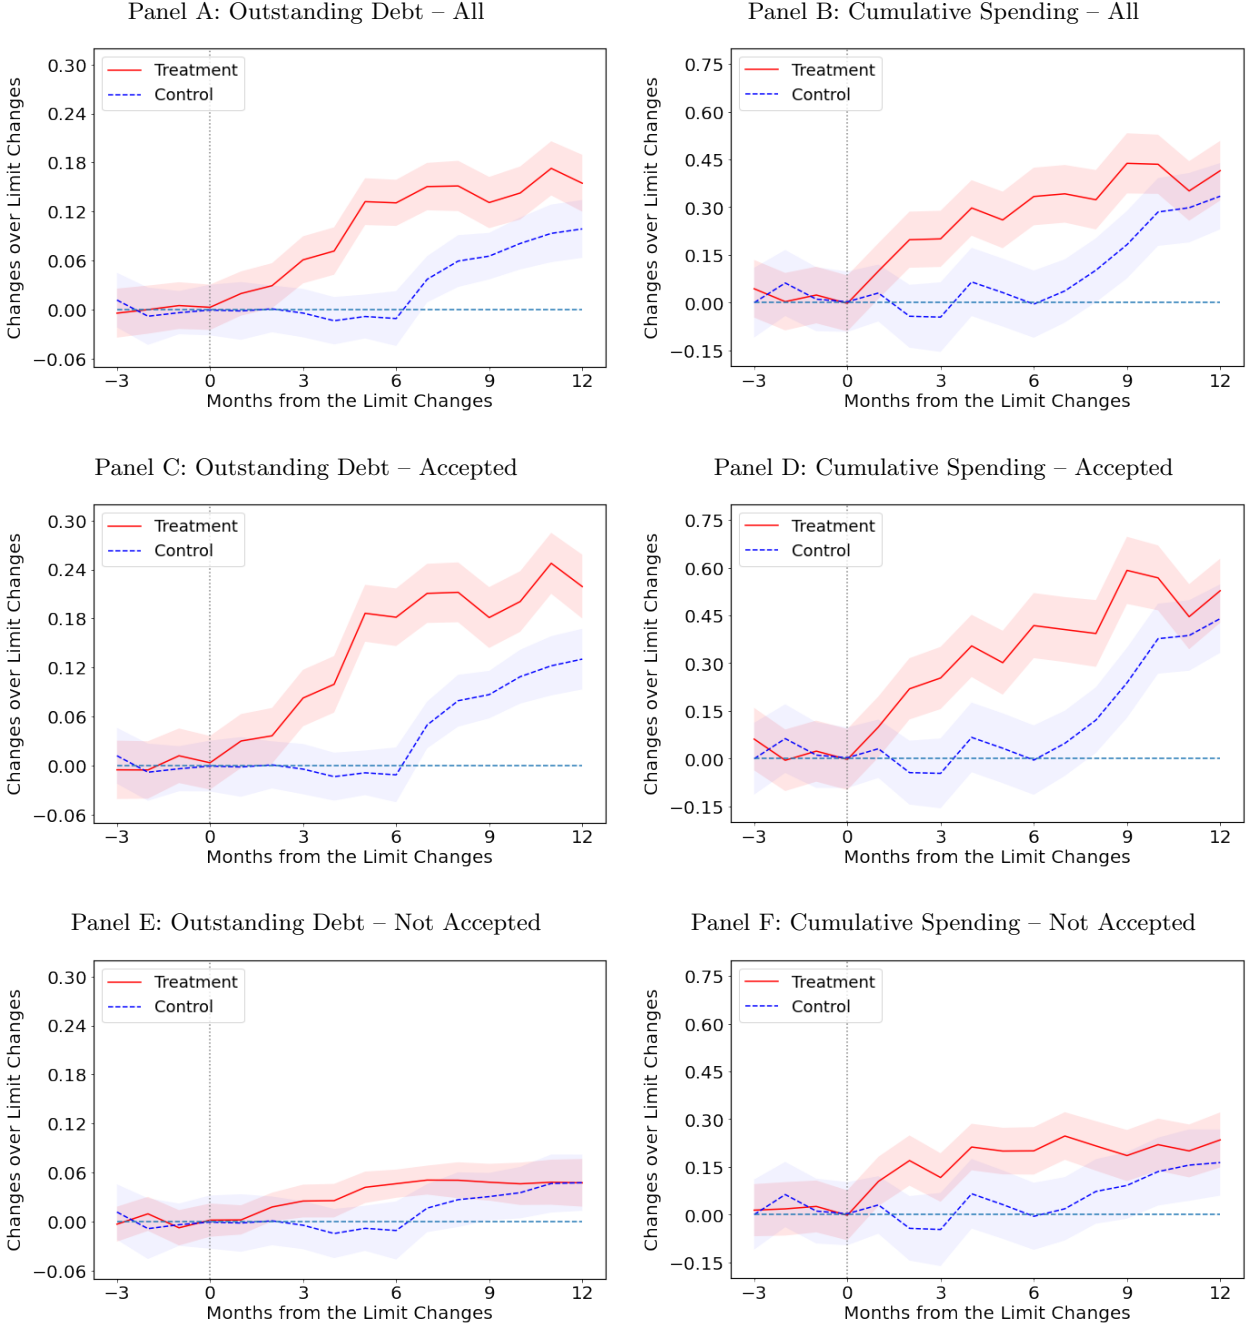 Panel A: Outstanding Debt – All
Changes over Limit Changes
0.30
0.24
0.18
0.12
0.06
0.00
−0.06
Treatment
Control
−3 0 3 6 9 12
Months from the Limit Changes
Panel B: Cumulative Spending – All
Changes over Limit Changes
0.75
0.60
0.45
0.30
0.15
0.00
−0.15
Treatment
Control
−3 0 3 6 9 12
Months from the Limit Changes
Panel C: Outstanding Debt – Accepted
Changes over Limit Changes
0.30
0.24
0.18
0.12
0.06
0.00
−0.06
Treatment
Control
−3 0 3 6 9 12
Months from the Limit Changes
Panel D: Cumulative Spending – Accepted
Changes over Limit Changes
0.75
0.60
0.45
0.30
0.15
0.00
−0.15
Treatment
Control
−3 0 3 6 9 12
Months from the Limit Changes
Panel E: Outstanding Debt – Not Accepted
Changes over Limit Changes
0.30
0.24
0.18
0.12
0.06
0.00
−0.06
Treatment
Control
−3 0 3 6 9 12
Months from the Limit Changes
Panel F: Cumulative Spending – Not Accepted
Changes over Limit Changes
0.75
0.60
0.45
0.30
0.15
0.00
−0.15
Treatment
Control
−3 0 3 6 9 12
Months from the Limit Changes